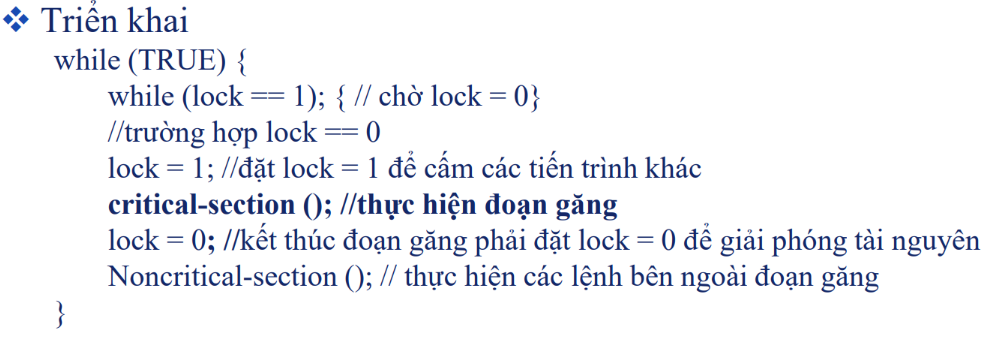 ❖ Triển khai
while (TRUE) {
while (lock == 1); { // chờ lock = 0}
//trường hợp lock == 0
lock = 1; //đặt lock = 1 để cấm các tiến trình khác
critical-section (); //thực hiện đoạn găng
lock = 0; //kết thúc đoạn găng phải đặt lock = 0 để giải phóng tài nguyên
Noncritical-section (); // thực hiện các lệnh bên ngoài đoạn găng
}